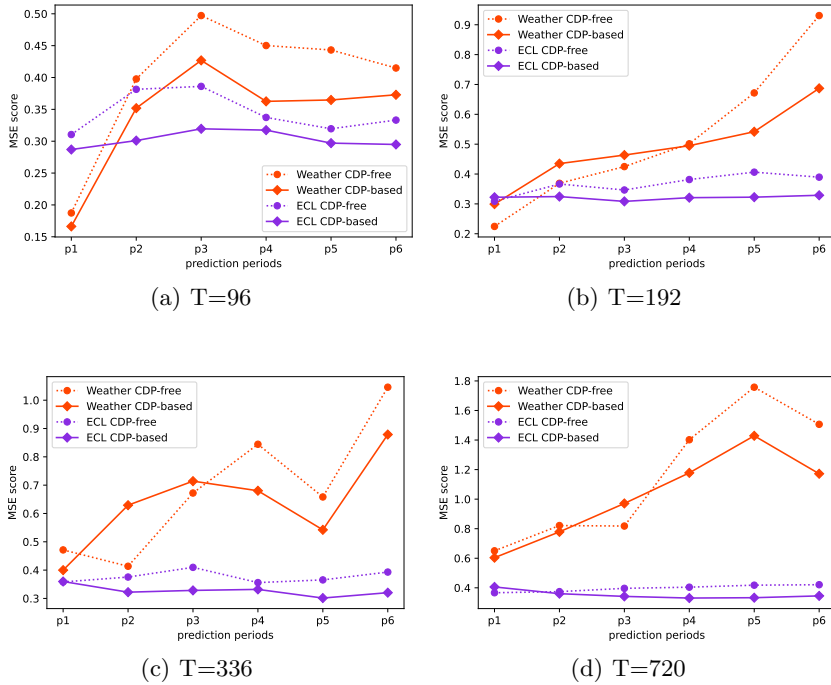 0.50
0.45
0.40
0.35
0.30
0.25
0.20
0.15
MSE score
Weather CDP-free
Weather CDP-based
ECL CDP-free
ECL CDP-based
p1 p2 p3 p4 p5 p6
prediction periods
(a) T=96
0.9
0.8
0.7
0.6
0.5
0.4
0.3
0.2
MSE score
Weather CDP-free
Weather CDP-based
ECL CDP-free
ECL CDP-based
p1 p2 p3 p4 p5 p6
prediction periods
(b) T=192
1.0
0.9
0.8
0.7
0.6
0.5
0.4
0.3
MSE score
Weather CDP-free
Weather CDP-based
ECL CDP-free
ECL CDP-based
p1 p2 p3 p4 p5 p6
prediction periods
(c) T=336
1.8
1.6
1.4
1.2
1.0
0.8
0.6
0.4
MSE score
Weather CDP-free
Weather CDP-based
ECL CDP-free
ECL CDP-based
p1 p2 p3 p4 p5 p6
prediction periods
(d) T=720